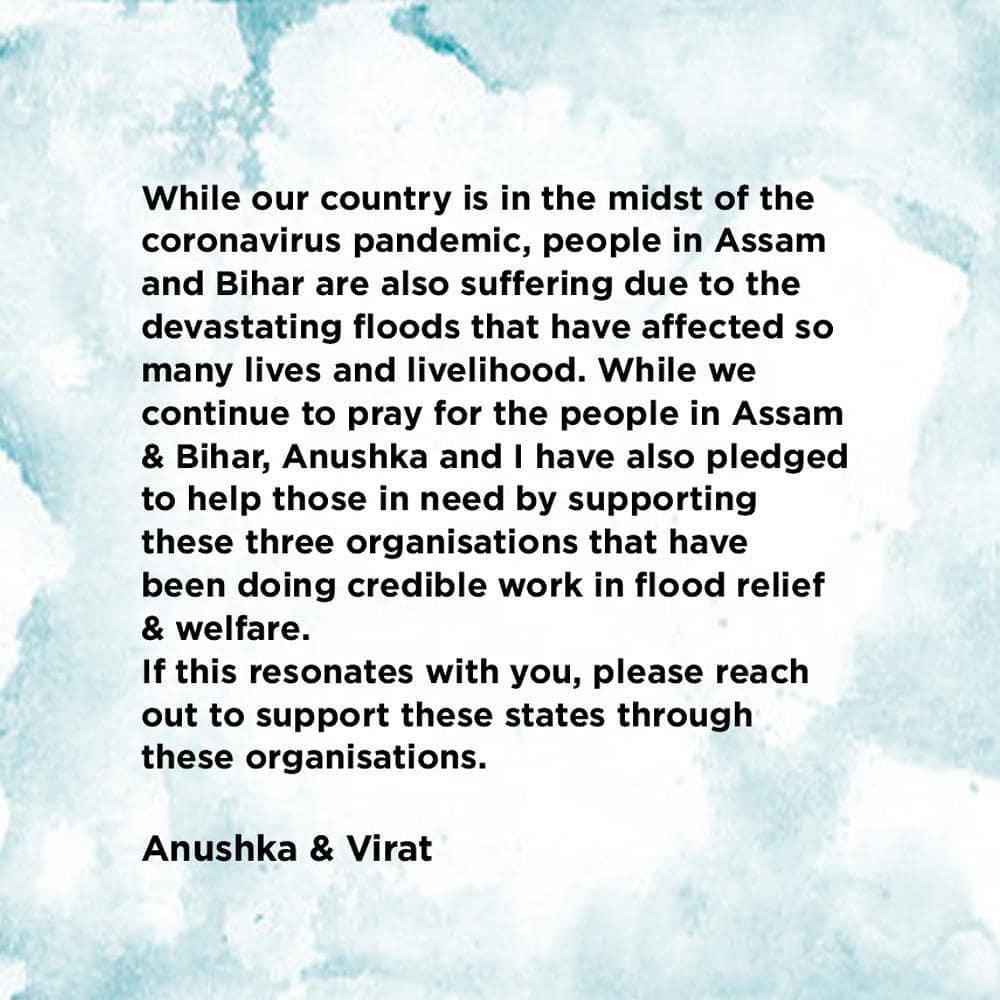 While our country is in the midst of the
coronavirus pandemic, people in Assam
and Bihar are also suffering due to the
devastating floods that have affected so
many lives and livelihood. While we
continue to pray for the people in Assam
& Bihar, Anushka and I have also pledged
to help those in need by supporting
these three organisations that have
been doing credible work in flood relief
& welfare.
If this resonates with you, please reach
out to support these states through
these organisations.
Anushka & Virat